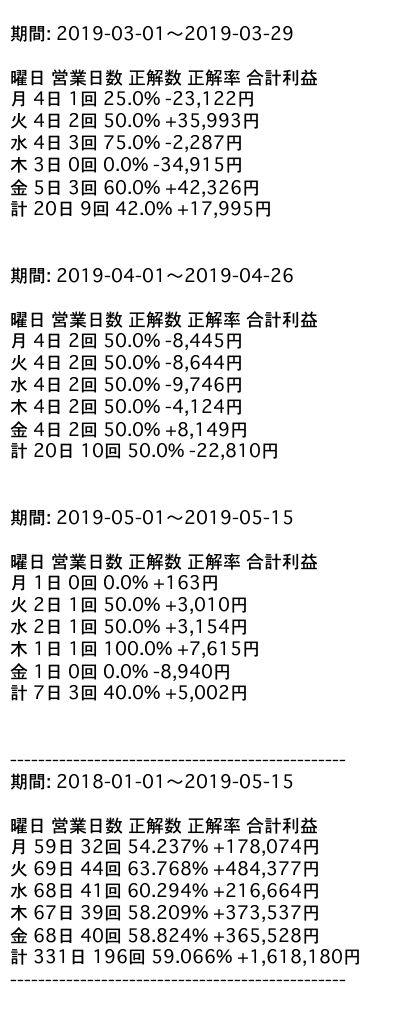 期間: 2019-03-01〜2019-03-29
曜日 営業日数 正解数 正解率 合計利益
月 4日 1回 25.0% -23,122円
火 4日 2回 50.0% +35,993円
水 4日 3回 75.0% -2,287円
木 3日 0回 0.0% -34,915円
金 5日 3回 60.0% +42,326円
計 20日 9回 42.0% +17,995円
期間: 2019-04-01〜2019-04-26
曜日 営業日数 正解数 正解率 合計利益
月 4日 2回 50.0% -8,445円
火 4日 2回 50.0% -8,644円
水 4日 2回 50.0% -9,746円
木 4日 2回 50.0% -4,124円
金 4日 2回 50.0% +8,149円
計 20日 10回 50.0% -22,810円
期間: 2019-05-01〜2019-05-15
曜日 営業日数 正解数 正解率 合計利益
月 1日 0回 0.0% +163円
火 2日 1回 50.0% +3,010円
水 2日 1回 50.0% +3,154円
木 1日 1回 100.0% +7,615円
金 1日 0回 0.0% -8,940円
計 7日 3回 40.0% +5,002円
------------------------------------------------
期間: 2018-01-01〜2019-05-15
曜日 営業日数 正解数 正解率 合計利益
月 59日 32回 54.237% +178,074円
火 69日 44回 63.768% +484,377円
水 68日 41回 60.294% +216,664円
木 67日 39回 58.209% +373,537円
金 68日 40回 58.824% +365,528円
計 331日 196回 59.066% +1,618,180円
------------------------------------------------